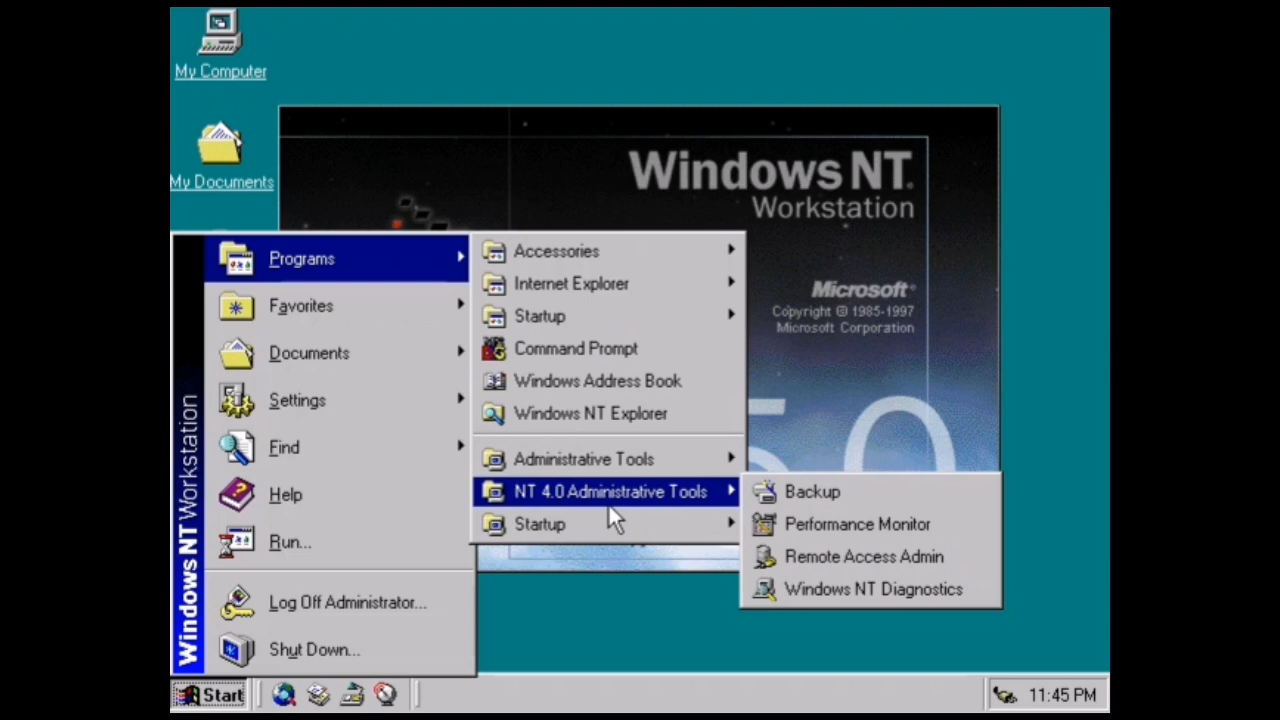 My Computer
My Documents
Windows NT®
Workstation
Microsoft®
Copyright © 1985-1997
Microsoft Corporation
5.0
Windows NT Workstation
Programs
Favorites
Documents
Settings
Find
Help
Run...
Log Off Administrator...
Shut Down...
Accessories
Internet Explorer
Startup
Command Prompt
Windows Address Book
Windows NT Explorer
Administrative Tools
NT 4.0 Administrative Tools
Startup
Backup
Performance Monitor
Remote Access Admin
Windows NT Diagnostics
Start
11:45 PM